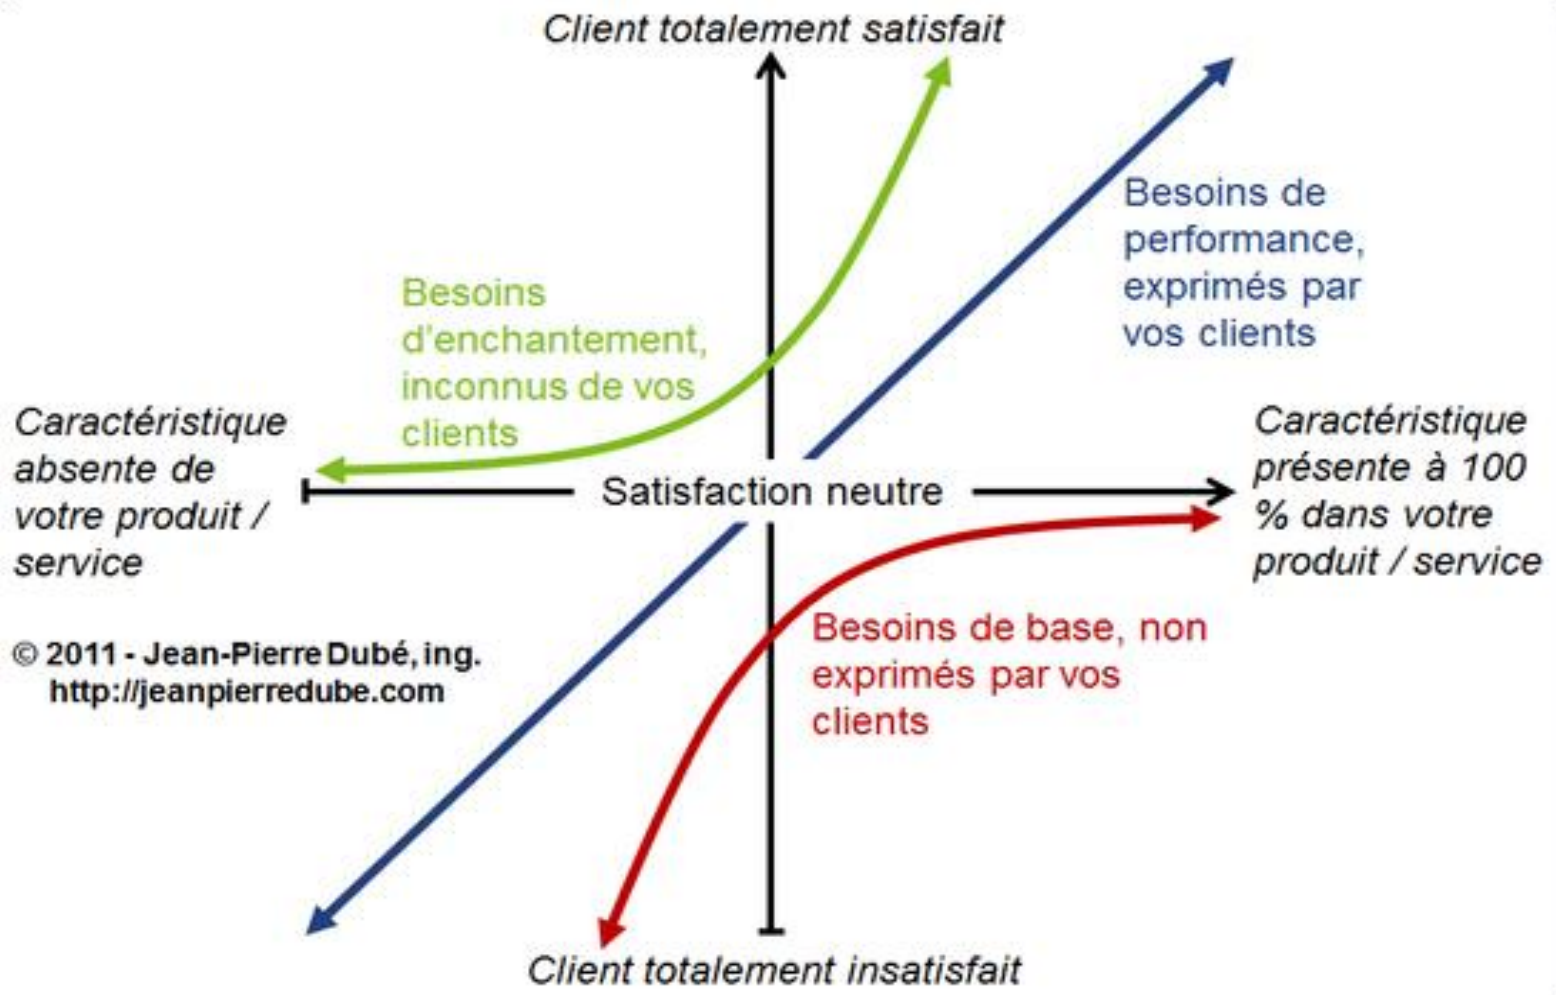 Client totalement satisfait
Besoins de
performance,
exprimés par
vos clients
Besoins
d'enchantement,
inconnus de vos
clients
Caractéristique
absente de
votre produit /
service
Satisfaction neutre
Caractéristique
présente à 100
% dans votre
produit / service
© 2011 - Jean-Pierre Dubé, ing.
http://jeanpierredube.com
Besoins de base, non
exprimés par vos
clients
Client totalement insatisfait